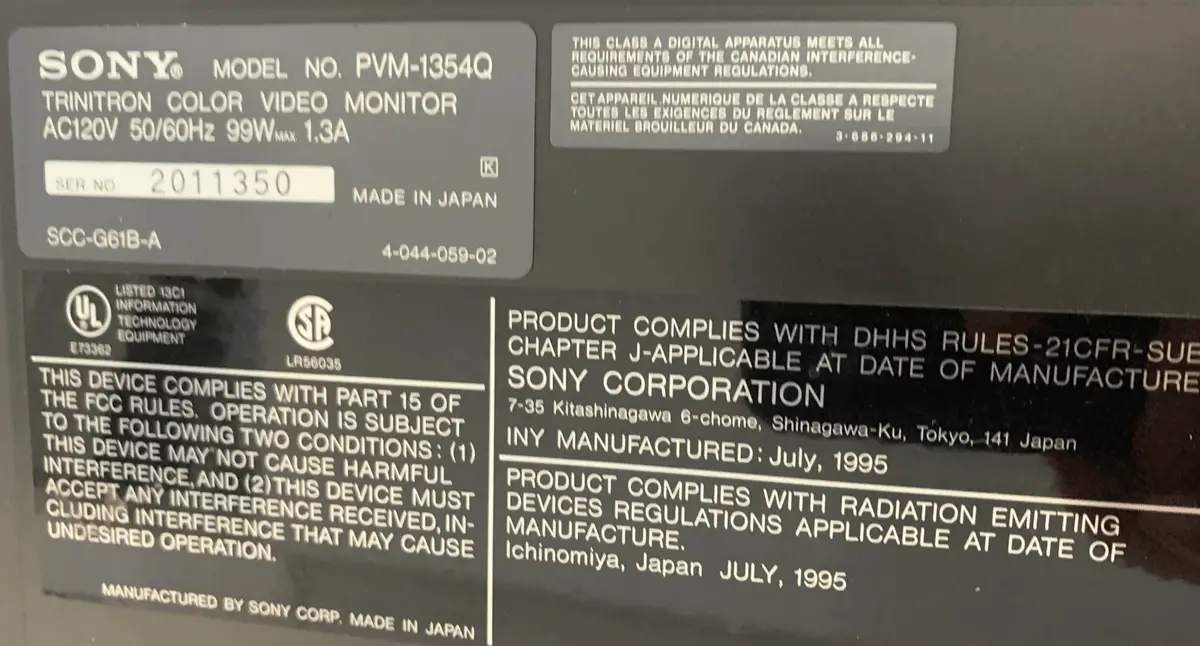 SONY® MODEL NO. PVM-1354Q
TRINITRON COLOR VIDEO MONITOR
AC120V 50/60Hz 99WMAX 1.3A
K
SER NO 2011350
MADE IN JAPAN
SCC-G61B-A
4-044-059-02
THIS CLASS A DIGITAL APPARATUS MEETS ALL
REQUIREMENTS OF THE CANADIAN INTERFERENCE-
CAUSING EQUIPMENT REGULATIONS.
CET APPAREIL NUMERIQUE DE LA CLASSE A RESPECTE
TOUTES LES EXIGENCES DU REGLEMENT SUR LE
MATERIEL BROUILLEUR DU CANADA.
3-686-294-11
UL
LISTED 13C1
INFORMATION
TECHNOLOGY
EQUIPMENT
E73362
SA
LR56035
THIS DEVICE COMPLIES WITH PART 15 OF
THE FCC RULES. OPERATION IS SUBJECT
TO THE FOLLOWING TWO CONDITIONS: (1)
THIS DEVICE MAY NOT CAUSE HARMFUL
INTERFERENCE, AND (2) THIS DEVICE MUST
ACCEPT ANY INTERFERENCE RECEIVED, IN-
CLUDING INTERFERENCE THAT MAY CAUSE
UNDESIRED OPERATION.
MANUFACTURED BY SONY CORP. MADE IN JAPAN
PRODUCT COMPLIES WITH DHHS RULES-21CFR-SUB
CHAPTER J-APPLICABLE AT DATE OF MANUFACTURE
SONY CORPORATION
7-35 Kitashinagawa 6-chome, Shinagawa-Ku, Tokyo, 141 Japan
INY MANUFACTURED: July, 1995
PRODUCT COMPLIES WITH RADIATION EMITTING
DEVICES REGULATIONS APPLICABLE AT DATE OF
MANUFACTURE.
Ichinomiya, Japan JULY, 1995